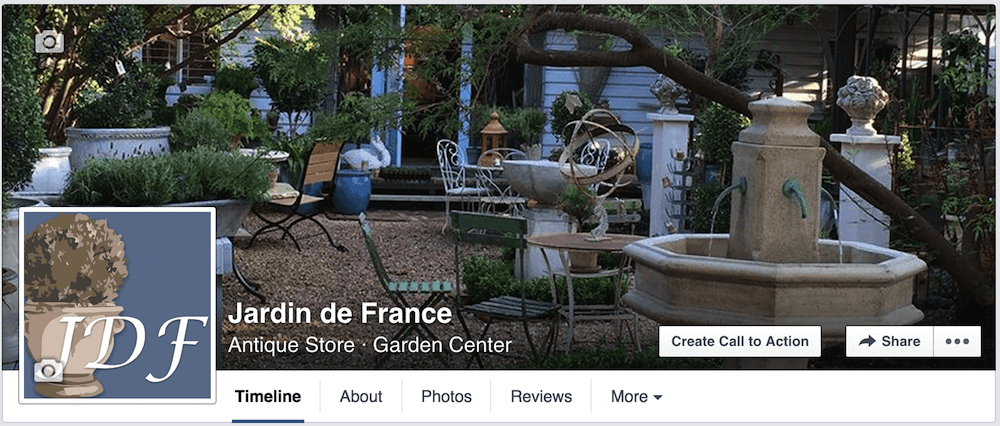 JDF
Jardin de France
Antique Store · Garden Center
Create Call to Action
Share
Timeline
About
Photos
Reviews
More